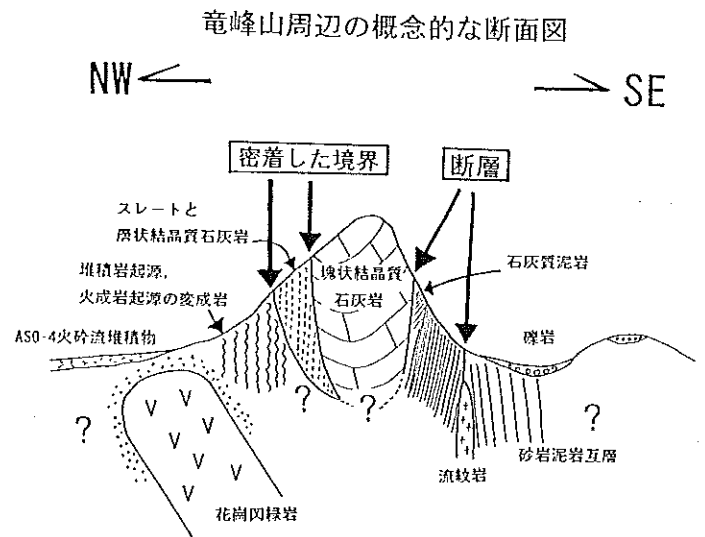 竜峰山周辺の概念的な断面図
NW
SE
密着した境界
断層
スレートと
層状結晶質石灰岩
堆積岩起源,
火成岩起源の変成岩
塊状結晶質
石灰岩
石灰質泥岩
ASO-4火砕流堆積物
礫岩
?
?
?
?
砂岩泥岩互層
流紋岩
花崗閃緑岩